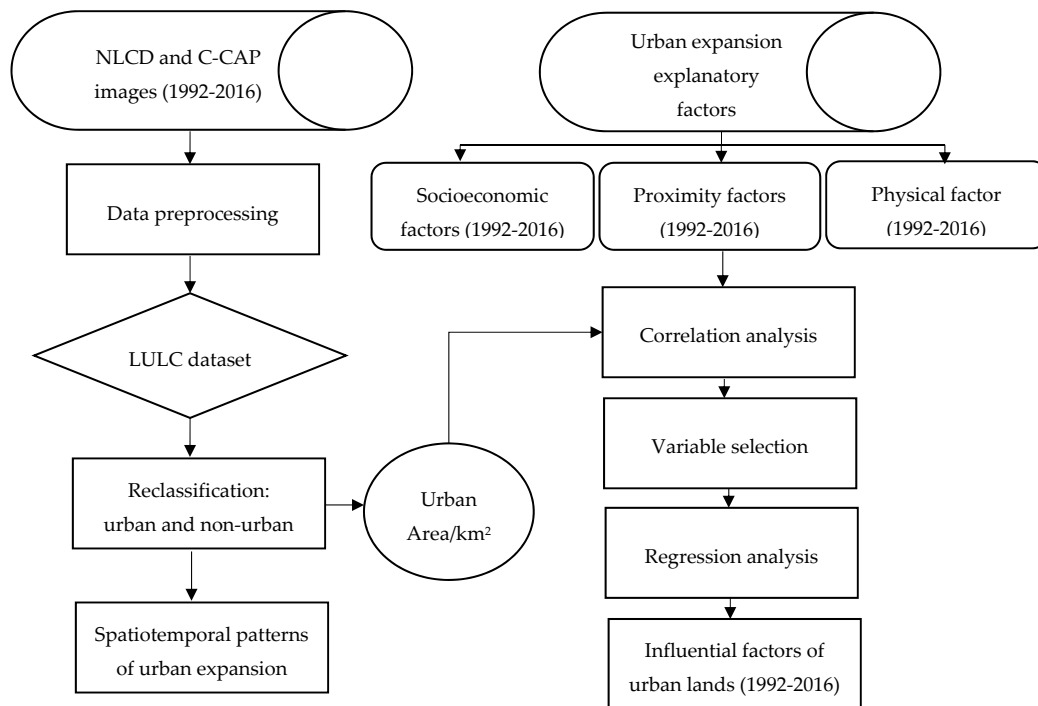 NLCD and C-CAP
images (1992-2016)
Urban expansion
explanatory
factors
Data preprocessing
Socioeconomic
factors (1992-2016)
Proximity factors
(1992-2016)
Physical factor
(1992-2016)
LULC dataset
Correlation analysis
Variable selection
Reclassification:
urban and non-urban
Urban
Area/km²
Regression analysis
Spatiotemporal patterns
of urban expansion
Influential factors of
urban lands (1992-2016)